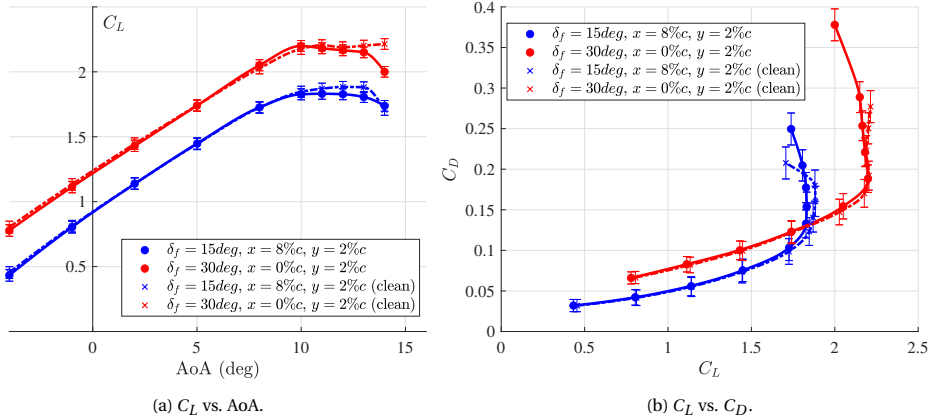 C_L
2
1.5
1
0.5
0
5
10
15
AoA (deg)
δ_f = 15deg, x = 8%c, y = 2%c
δ_f = 30deg, x = 0%c, y = 2%c
δ_f = 15deg, x = 8%c, y = 2%c (clean)
δ_f = 30deg, x = 0%c, y = 2%c (clean)
(a) C_L vs. AoA.
0.4
0.35
0.3
0.25
0.2
0.15
0.1
0.05
0
C_D
δ_f = 15deg, x = 8%c, y = 2%c
δ_f = 30deg, x = 0%c, y = 2%c
δ_f = 15deg, x = 8%c, y = 2%c (clean)
δ_f = 30deg, x = 0%c, y = 2%c (clean)
0
0.5
1
1.5
2
2.5
C_L
(b) C_L vs. C_D.